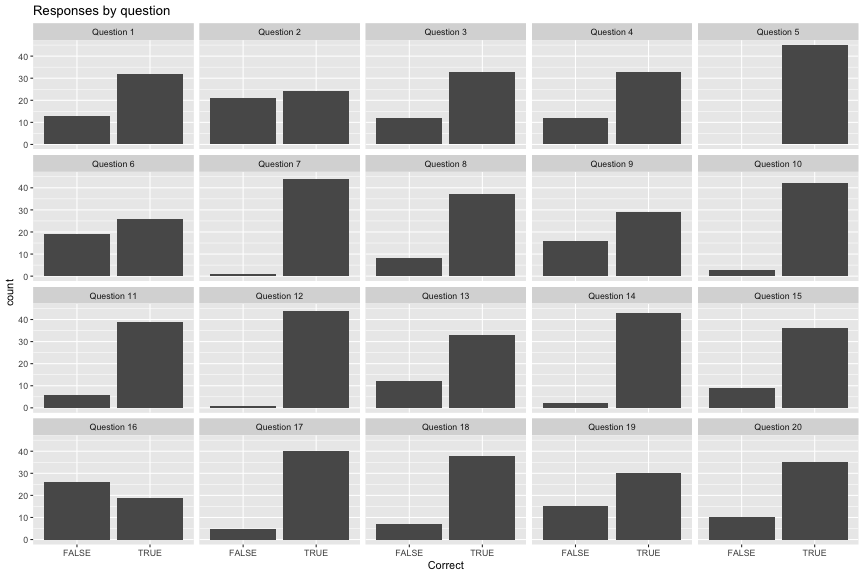 Responses by question
Question 1 Question 2 Question 3 Question 4 Question 5
40
30
20
10
0
Question 6 Question 7 Question 8 Question 9 Question 10
40
30
20
10
0
count
Question 11 Question 12 Question 13 Question 14 Question 15
40
30
20
10
0
Question 16 Question 17 Question 18 Question 19 Question 20
40
30
20
10
0
FALSE TRUE FALSE TRUE FALSE TRUE FALSE TRUE FALSE TRUE
Correct